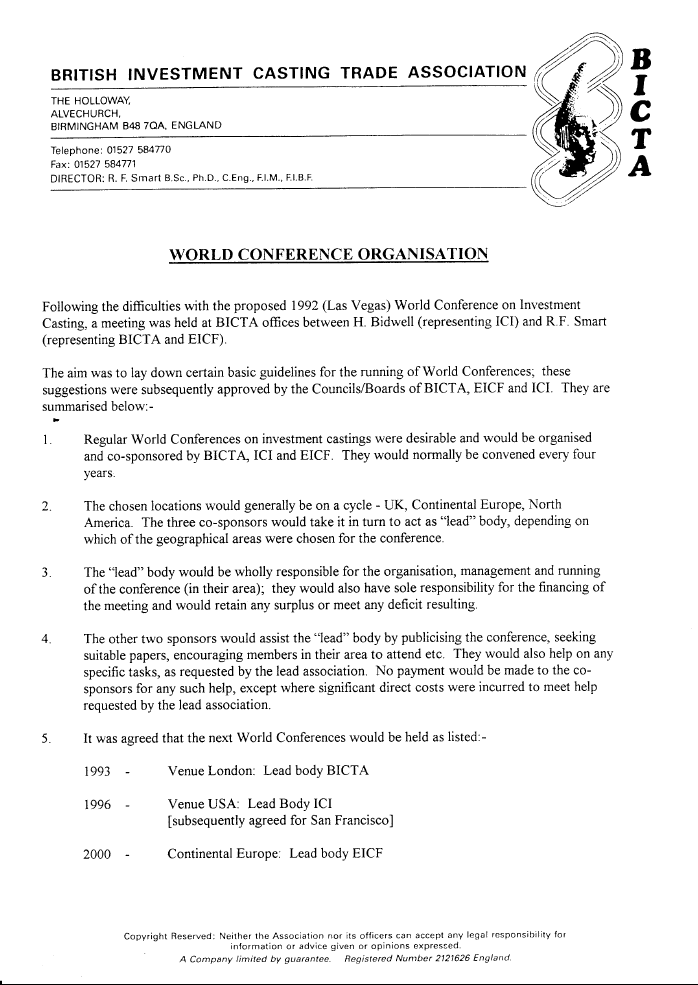 BRITISH INVESTMENT CASTING TRADE ASSOCIATION
THE HOLLOWAY,
ALVECHURCH,
BIRMINGHAM B48 7QA, ENGLAND
Telephone: 01527 584770
Fax: 01527 584771
DIRECTOR: R. F. Smart B.Sc., Ph.D., C.Eng., F.I.M., F.I.B.F.
BICTA
WORLD CONFERENCE ORGANISATION
Following the difficulties with the proposed 1992 (Las Vegas) World Conference on Investment
Casting, a meeting was held at BICTA offices between H. Bidwell (representing ICI) and R.F. Smart
(representing BICTA and EICF).
The aim was to lay down certain basic guidelines for the running of World Conferences; these
suggestions were subsequently approved by the Councils/Boards of BICTA, EICF and ICI. They are
summarised below:-
1. Regular World Conferences on investment castings were desirable and would be organised
and co-sponsored by BICTA, ICI and EICF. They would normally be convened every four
years.
2. The chosen locations would generally be on a cycle - UK, Continental Europe, North
America. The three co-sponsors would take it in turn to act as "lead" body, depending on
which of the geographical areas were chosen for the conference.
3. The "lead" body would be wholly responsible for the organisation, management and running
of the conference (in their area); they would also have sole responsibility for the financing of
the meeting and would retain any surplus or meet any deficit resulting.
4. The other two sponsors would assist the "lead" body by publicising the conference, seeking
suitable papers, encouraging members in their area to attend etc. They would also help on any
specific tasks, as requested by the lead association. No payment would be made to the co-
sponsors for any such help, except where significant direct costs were incurred to meet help
requested by the lead association.
5. It was agreed that the next World Conferences would be held as listed:-
1993 - Venue London: Lead body BICTA
1996 - Venue USA: Lead Body ICI
[subsequently agreed for San Francisco]
2000 - Continental Europe: Lead body EICF
Copyright Reserved: Neither the Association nor its officers can accept any legal responsibility for
information or advice given or opinions expressed.
A Company limited by guarantee. Registered Number 2121626 England.